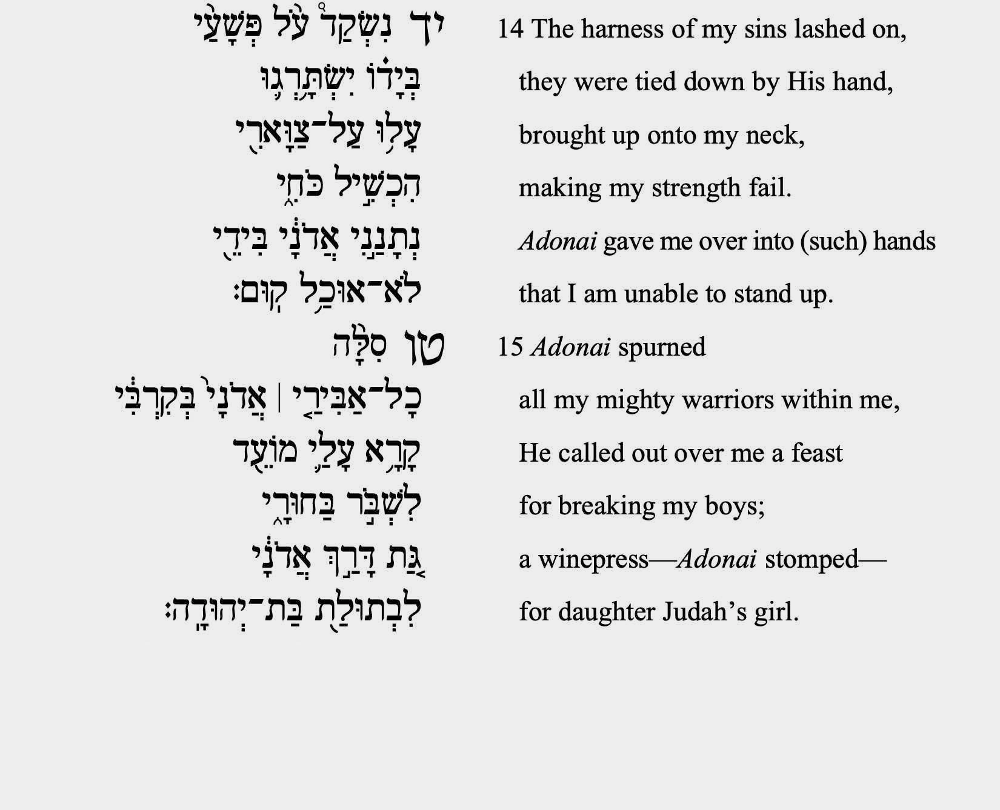 יד נִשְׂקַד֩ עֹ֨ל פְּשָׁעַ֜י 14 The harness of my sins lashed on,
בְּיָד֗וֹ יִשְׂתָּֽרְג֛וּ they were tied down by His hand,
עָל֥וּ עַל־צַוָּארִ֖י brought up onto my neck,
הִכְשִׁ֣יל כֹּחִ֑י making my strength fail.
נְתָנַ֣נִי אֲדֹנָ֔י בִּידֵ֖י Adonai gave me over into (such) hands
לֹא־אוּכַ֥ל קֽוּם׃ that I am unable to stand up.
טו סִלָּ֨ה 15 Adonai spurned
כָל־אַבִּירַ֤י ׀ אֲדֹנָי֙ בְּקִרְבִּ֔י all my mighty warriors within me,
קָרָ֥א עָלַ֛י מוֹעֵ֖ד He called out over me a feast
לִשְׁבֹּ֣ר בַּחוּרָ֑י for breaking my boys;
גַּ֚ת דָּרַ֣ךְ אֲדֹנָ֔י a winepress—Adonai stomped—
לִבְתוּלַ֖ת בַּת־יְהוּדָֽה׃ for daughter Judah’s girl.